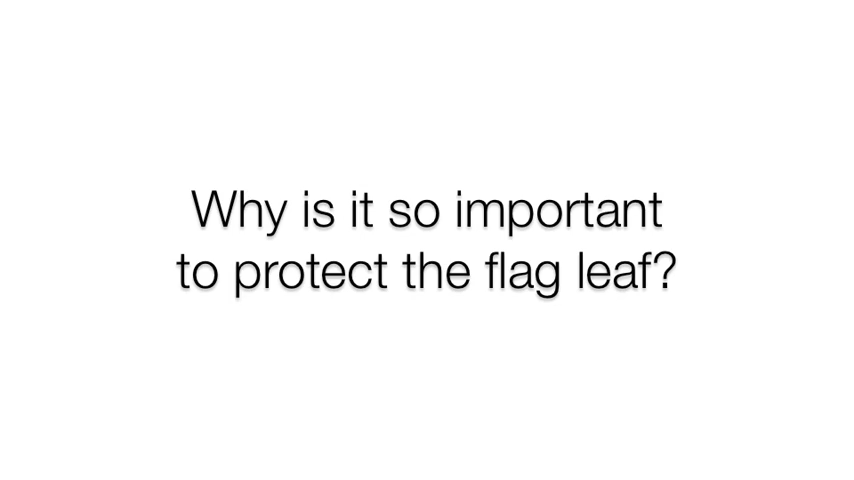 Why is it so important
to protect the flag leaf?